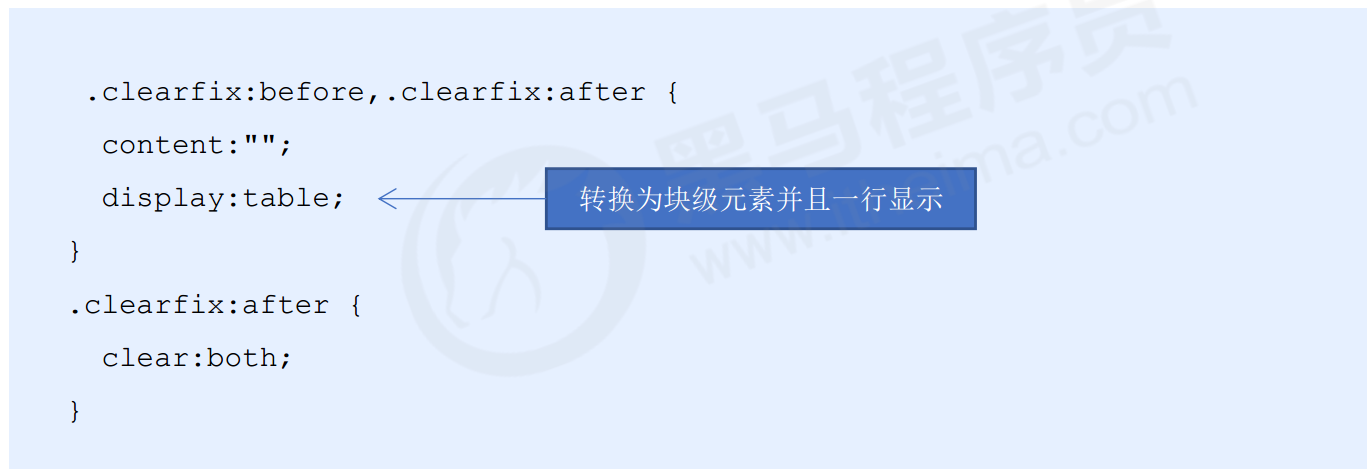 黑马程序员
www.itheima.com
.clearfix:before,.clearfix:after {
content:"";
display:table;
转换为块级元素并且一行显示
}
.clearfix:after {
clear:both;
}